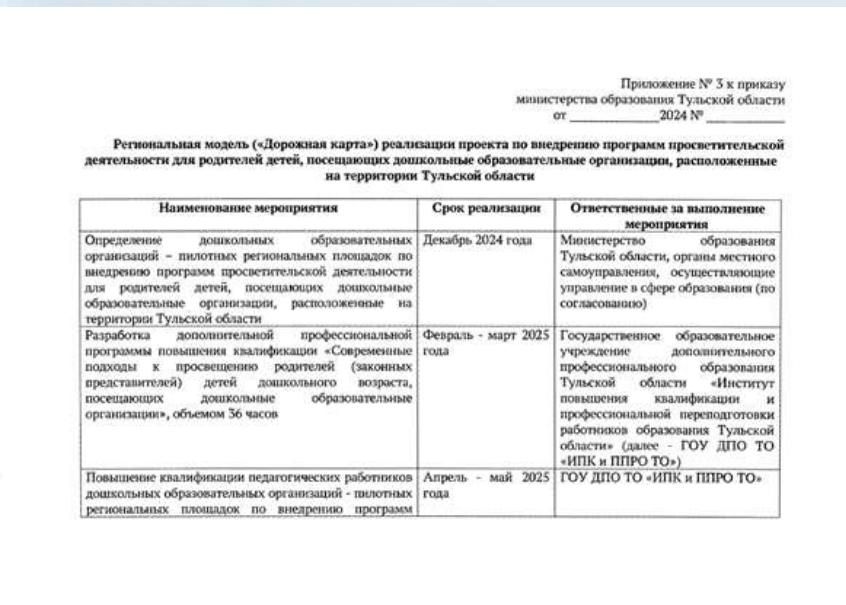 Приложение № 3 к приказу
министерства образования Тульской области
от ______________2024 № ____________
Региональная модель («Дорожная карта») реализации проекта по внедрению программ просветительской
деятельности для родителей детей, посещающих дошкольные образовательные организации, расположенные
на территории Тульской области
Наименование мероприятия
Срок реализации
Ответственные за выполнение
мероприятия
Определение дошкольных образовательных
организаций – пилотных региональных площадок по
внедрению программ просветительской деятельности
для родителей детей, посещающих дошкольные
образовательные организации, расположенные на
территории Тульской области
Декабрь 2024 года
Министерство образования
Тульской области, органы местного
самоуправления, осуществляющие
управление в сфере образования (по
согласованию)
Разработка дополнительной профессиональной
программы повышения квалификации «Современные
подходы к просвещению родителей (законных
представителей) детей дошкольного возраста,
посещающих дошкольные образовательные
организации», объемом 36 часов
Февраль - март 2025
года
Государственное образовательное
учреждение дополнительного
профессионального образования
Тульской области «Институт
повышения квалификации и
профессиональной переподготовки
работников образования Тульской
области» (далее - ГОУ ДПО ТО
«ИПК и ППРО ТО»)
Повышение квалификации педагогических работников
дошкольных образовательных организаций - пилотных
региональных площадок по внедрению программ
Апрель - май 2025
года
ГОУ ДПО ТО «ИПК и ППРО ТО»